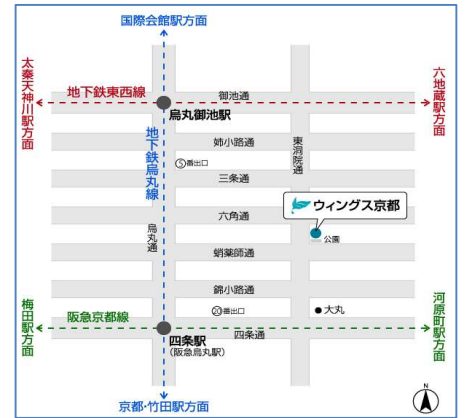 国際会館駅方面
太秦天神川駅方面
地下鉄東西線
御池通
六地蔵駅方面
烏丸御池駅
地下鉄烏丸線
姉小路通
東洞院通
⑤番出口
三条通
六角通
ウィングス京都
烏丸通
公園
蛸薬師通
錦小路通
梅田駅方面
⑳番出口
大丸
河原町駅方面
阪急京都線
四条通
四条駅
(阪急烏丸駅)
京都・竹田駅方面
N